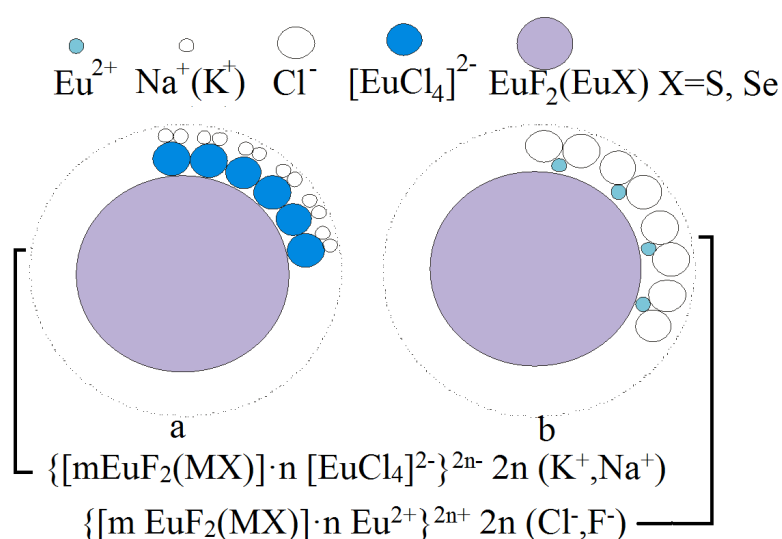 Eu²⁺ Na⁺(K⁺) Cl⁻ [EuCl₄]²⁻ EuF₂(EuX) X=S, Se
a b
{[mEuF₂(MX)]·n [EuCl₄]²⁻}²ⁿ⁻ 2n (K⁺,Na⁺)
{[m EuF₂(MX)]·n Eu²⁺}²ⁿ⁺ 2n (Cl⁻,F⁻)